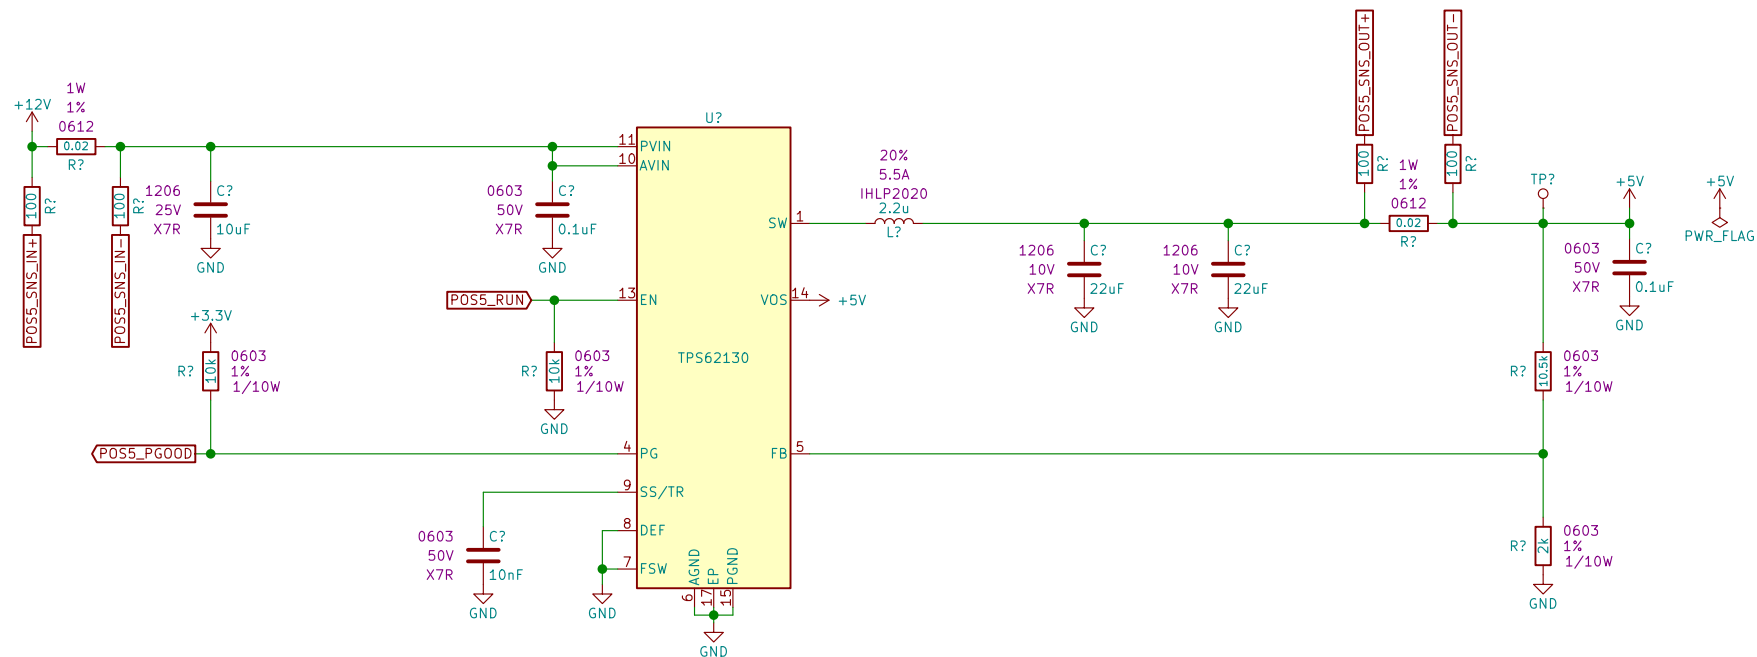 +12V
1W
1%
0612
0.02
R?
100
R?
POS5_SNS_IN+
100
R?
POS5_SNS_IN-
1206
25V
X7R
C?
10uF
GND
0603
50V
X7R
C?
0.1uF
GND
+3.3V
R?
10k
0603
1%
1/10W
POS5_PGOOD
POS5_RUN
R?
10k
0603
1%
1/10W
GND
0603
50V
X7R
C?
10nF
GND
GND
U?
11
PVIN
10
AVIN
13
EN
4
PG
9
SS/TR
8
DEF
7
FSW
TPS62130
SW
1
VOS
14
+5V
FB
5
AGND
EP
PGND
6
17
15
GND
20%
5.5A
IHLP2020
2.2u
L?
1206
10V
X7R
C?
22uF
GND
1206
10V
X7R
C?
22uF
GND
POS5_SNS_OUT+
100
R?
POS5_SNS_OUT-
100
R?
1W
1%
0612
0.02
R?
TP?
+5V
0603
50V
X7R
C?
0.1uF
GND
+5V
PWR_FLAG
R?
10.5k
0603
1%
1/10W
R?
2k
0603
1%
1/10W
GND